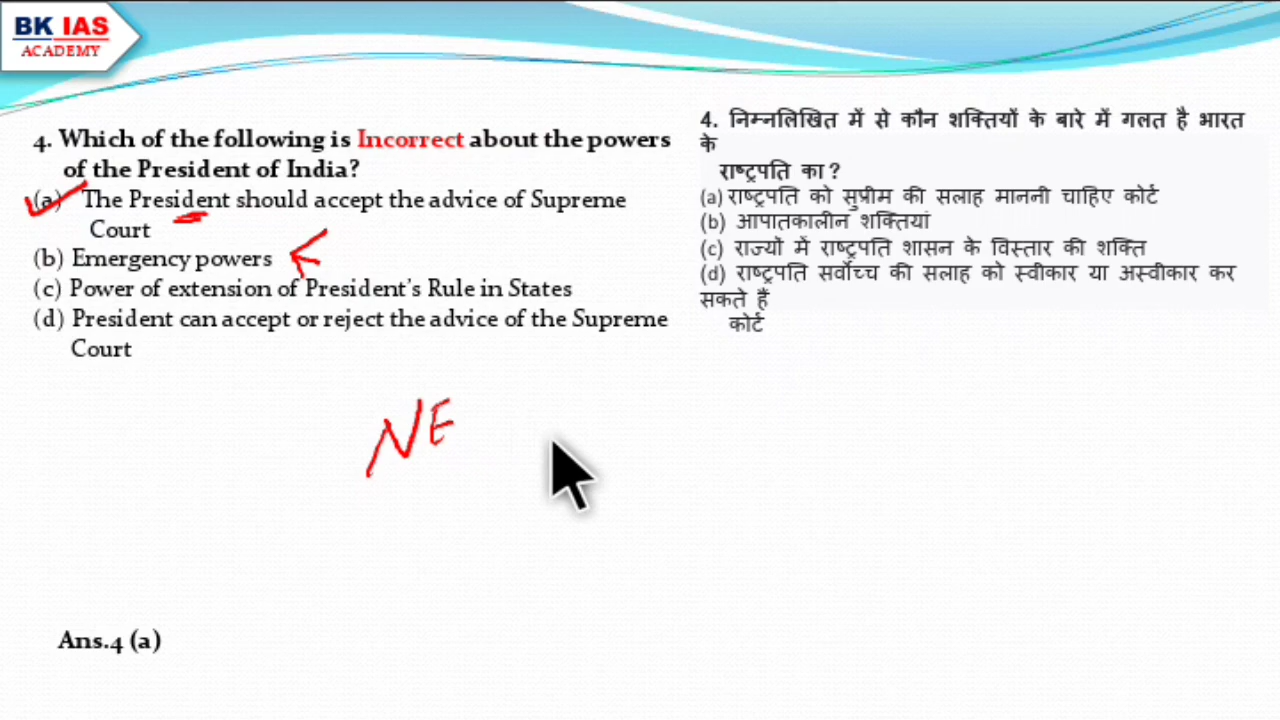 BK IAS
ACADEMY
4. Which of the following is Incorrect about the powers
of the President of India?
(a) The President should accept the advice of Supreme
Court
(b) Emergency powers
(c) Power of extension of President's Rule in States
(d) President can accept or reject the advice of the Supreme
Court
NE
Ans.4 (a)
4. निम्नलिखित में से कौन शक्तियों के बारे में गलत है भारत
के
राष्ट्रपति का ?
(a) राष्ट्रपति को सुप्रीम की सलाह माननी चाहिए कोर्ट
(b) आपातकालीन शक्तियां
(c) राज्यों में राष्ट्रपति शासन के विस्तार की शक्ति
(d) राष्ट्रपति सर्वोच्च की सलाह को स्वीकार या अस्वीकार कर
सकते हैं
कोर्ट